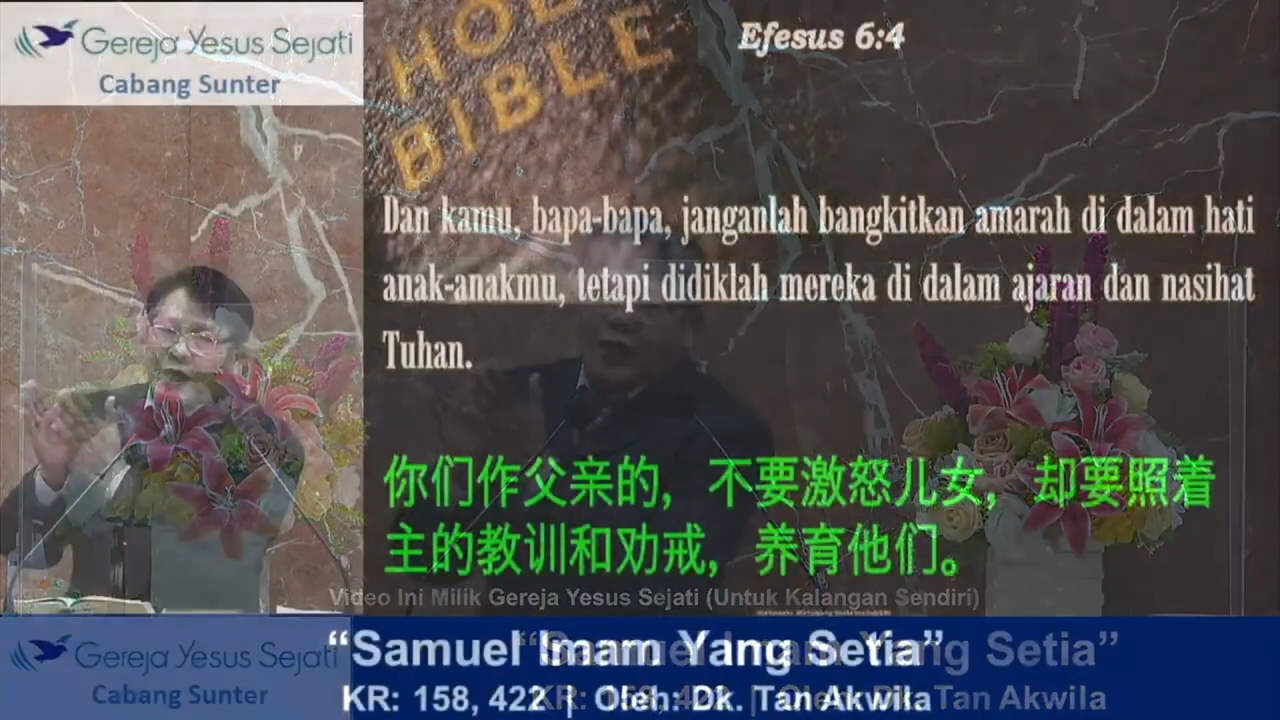 Gereja Yesus Sejati
Cabang Sunter
HOLY
BIBLE
Efesus 6:4
Dan kamu, bapa-bapa, janganlah bangkitkan amarah di dalam hati
anak-anakmu, tetapi didiklah mereka di dalam ajaran dan nasihat
Tuhan.
你们作父亲的，不要激怒儿女，却要照着
主的教训和劝戒，养育他们。
Video Ini Milik Gereja Yesus Sejati (Untuk Kalangan Sendiri)
Gereja Yesus Sejati
Cabang Sunter
“Samuel Imam Yang Setia”
KR: 158, 422 | Oleh: Dk. Tan Akwila